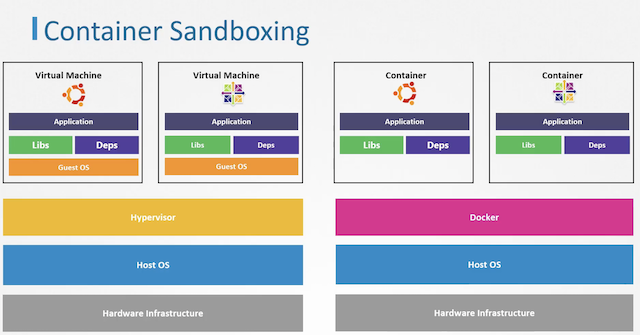 Container Sandboxing
Virtual Machine
Application
Libs Deps
Guest OS
Virtual Machine
Application
Libs Deps
Guest OS
Hypervisor
Host OS
Hardware Infrastructure
Container
Application
Libs Deps
Container
Application
Libs Deps
Docker
Host OS
Hardware Infrastructure